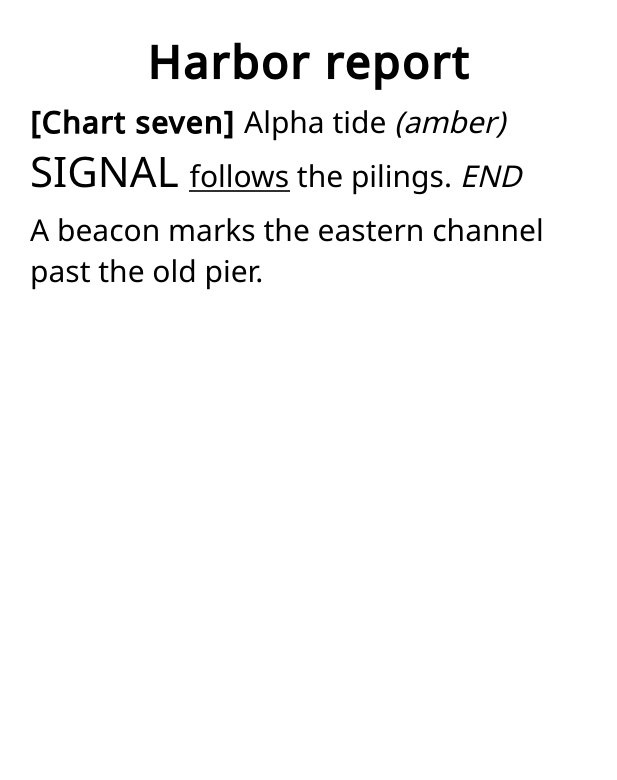 Harbor report
[Chart seven] Alpha tide (amber)
SIGNAL follows the pilings. END
A beacon marks the eastern channel
past the old pier.